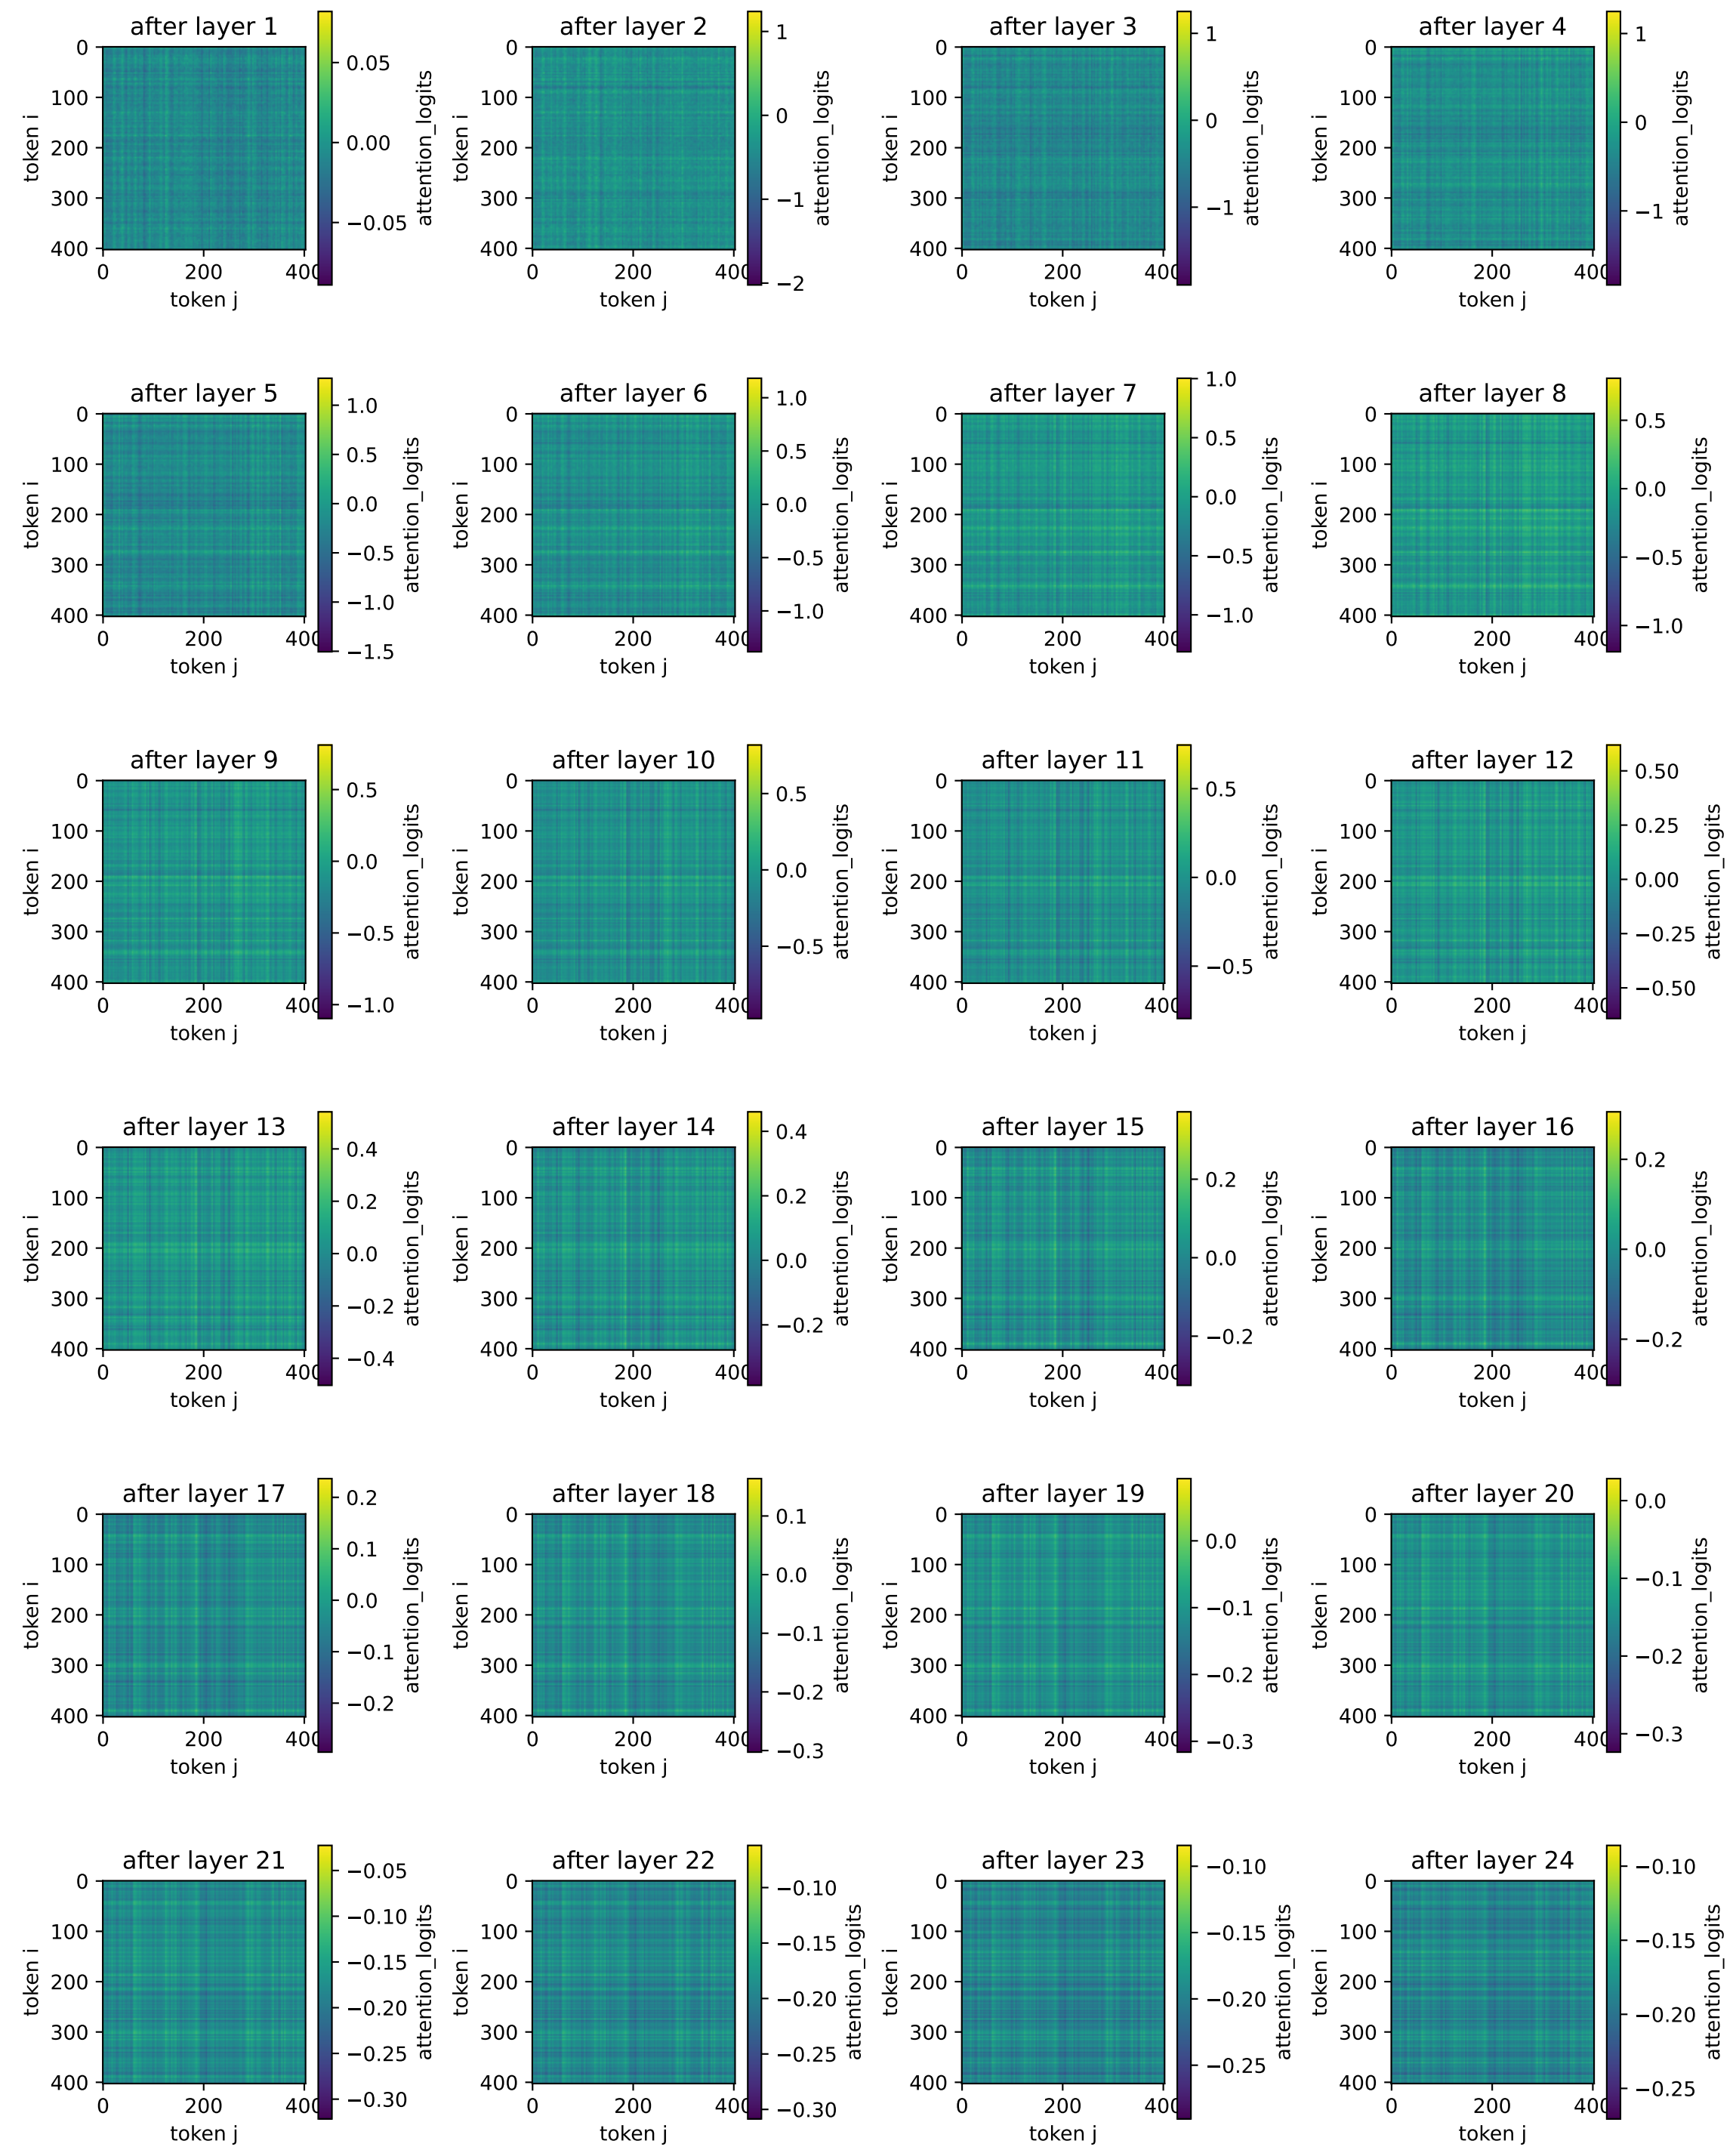 after layer 1
token i
0
100
200
300
400
0 200 400
token j
0.05
0.00
−0.05
attention_logits
after layer 2
token i
0
100
200
300
400
0 200 400
token j
1
0
−1
−2
attention_logits
after layer 3
token i
0
100
200
300
400
0 200 400
token j
1
0
−1
attention_logits
after layer 4
token i
0
100
200
300
400
0 200 400
token j
1
0
−1
attention_logits
after layer 5
token i
0
100
200
300
400
0 200 400
token j
1.0
0.5
0.0
−0.5
−1.0
−1.5
attention_logits
after layer 6
token i
0
100
200
300
400
0 200 400
token j
1.0
0.5
0.0
−0.5
−1.0
attention_logits
after layer 7
token i
0
100
200
300
400
0 200 400
token j
1.0
0.5
0.0
−0.5
−1.0
attention_logits
after layer 8
token i
0
100
200
300
400
0 200 400
token j
0.5
0.0
−0.5
−1.0
attention_logits
after layer 9
token i
0
100
200
300
400
0 200 400
token j
0.5
0.0
−0.5
−1.0
attention_logits
after layer 10
token i
0
100
200
300
400
0 200 400
token j
0.5
0.0
−0.5
attention_logits
after layer 11
token i
0
100
200
300
400
0 200 400
token j
0.5
0.0
−0.5
attention_logits
after layer 12
token i
0
100
200
300
400
0 200 400
token j
0.50
0.25
0.00
−0.25
−0.50
attention_logits
after layer 13
token i
0
100
200
300
400
0 200 400
token j
0.4
0.2
0.0
−0.2
−0.4
attention_logits
after layer 14
token i
0
100
200
300
400
0 200 400
token j
0.4
0.2
0.0
−0.2
attention_logits
after layer 15
token i
0
100
200
300
400
0 200 400
token j
0.2
0.0
−0.2
attention_logits
after layer 16
token i
0
100
200
300
400
0 200 400
token j
0.2
0.0
−0.2
attention_logits
after layer 17
token i
0
100
200
300
400
0 200 400
token j
0.2
0.1
0.0
−0.1
−0.2
attention_logits
after layer 18
token i
0
100
200
300
400
0 200 400
token j
0.1
0.0
−0.1
−0.2
−0.3
attention_logits
after layer 19
token i
0
100
200
300
400
0 200 400
token j
0.0
−0.1
−0.2
−0.3
attention_logits
after layer 20
token i
0
100
200
300
400
0 200 400
token j
0.0
−0.1
−0.2
−0.3
attention_logits
after layer 21
token i
0
100
200
300
400
0 200 400
token j
−0.05
−0.10
−0.15
−0.20
−0.25
−0.30
attention_logits
after layer 22
token i
0
100
200
300
400
0 200 400
token j
−0.10
−0.15
−0.20
−0.25
−0.30
attention_logits
after layer 23
token i
0
100
200
300
400
0 200 400
token j
−0.10
−0.15
−0.20
−0.25
attention_logits
after layer 24
token i
0
100
200
300
400
0 200 400
token j
−0.10
−0.15
−0.20
−0.25
attention_logits